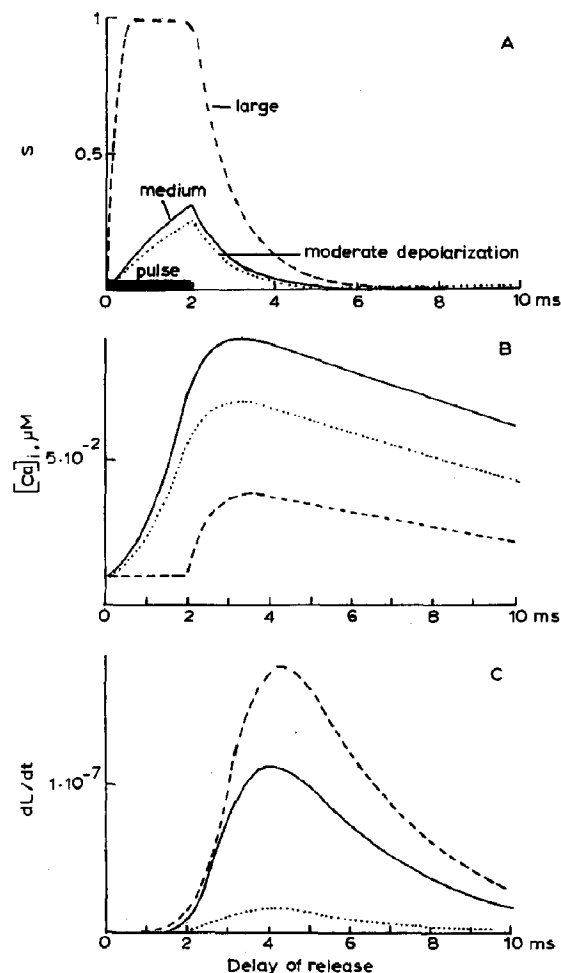 1
A
large
S
0.5
medium
moderate depolarization
pulse
0 2 4 6 8 10 ms
B
[Ca]i, μM
5·10⁻²
0 2 4 6 8 10 ms
C
dL/dt
1·10⁻⁷
0 2 4 6 8 10 ms
Delay of release